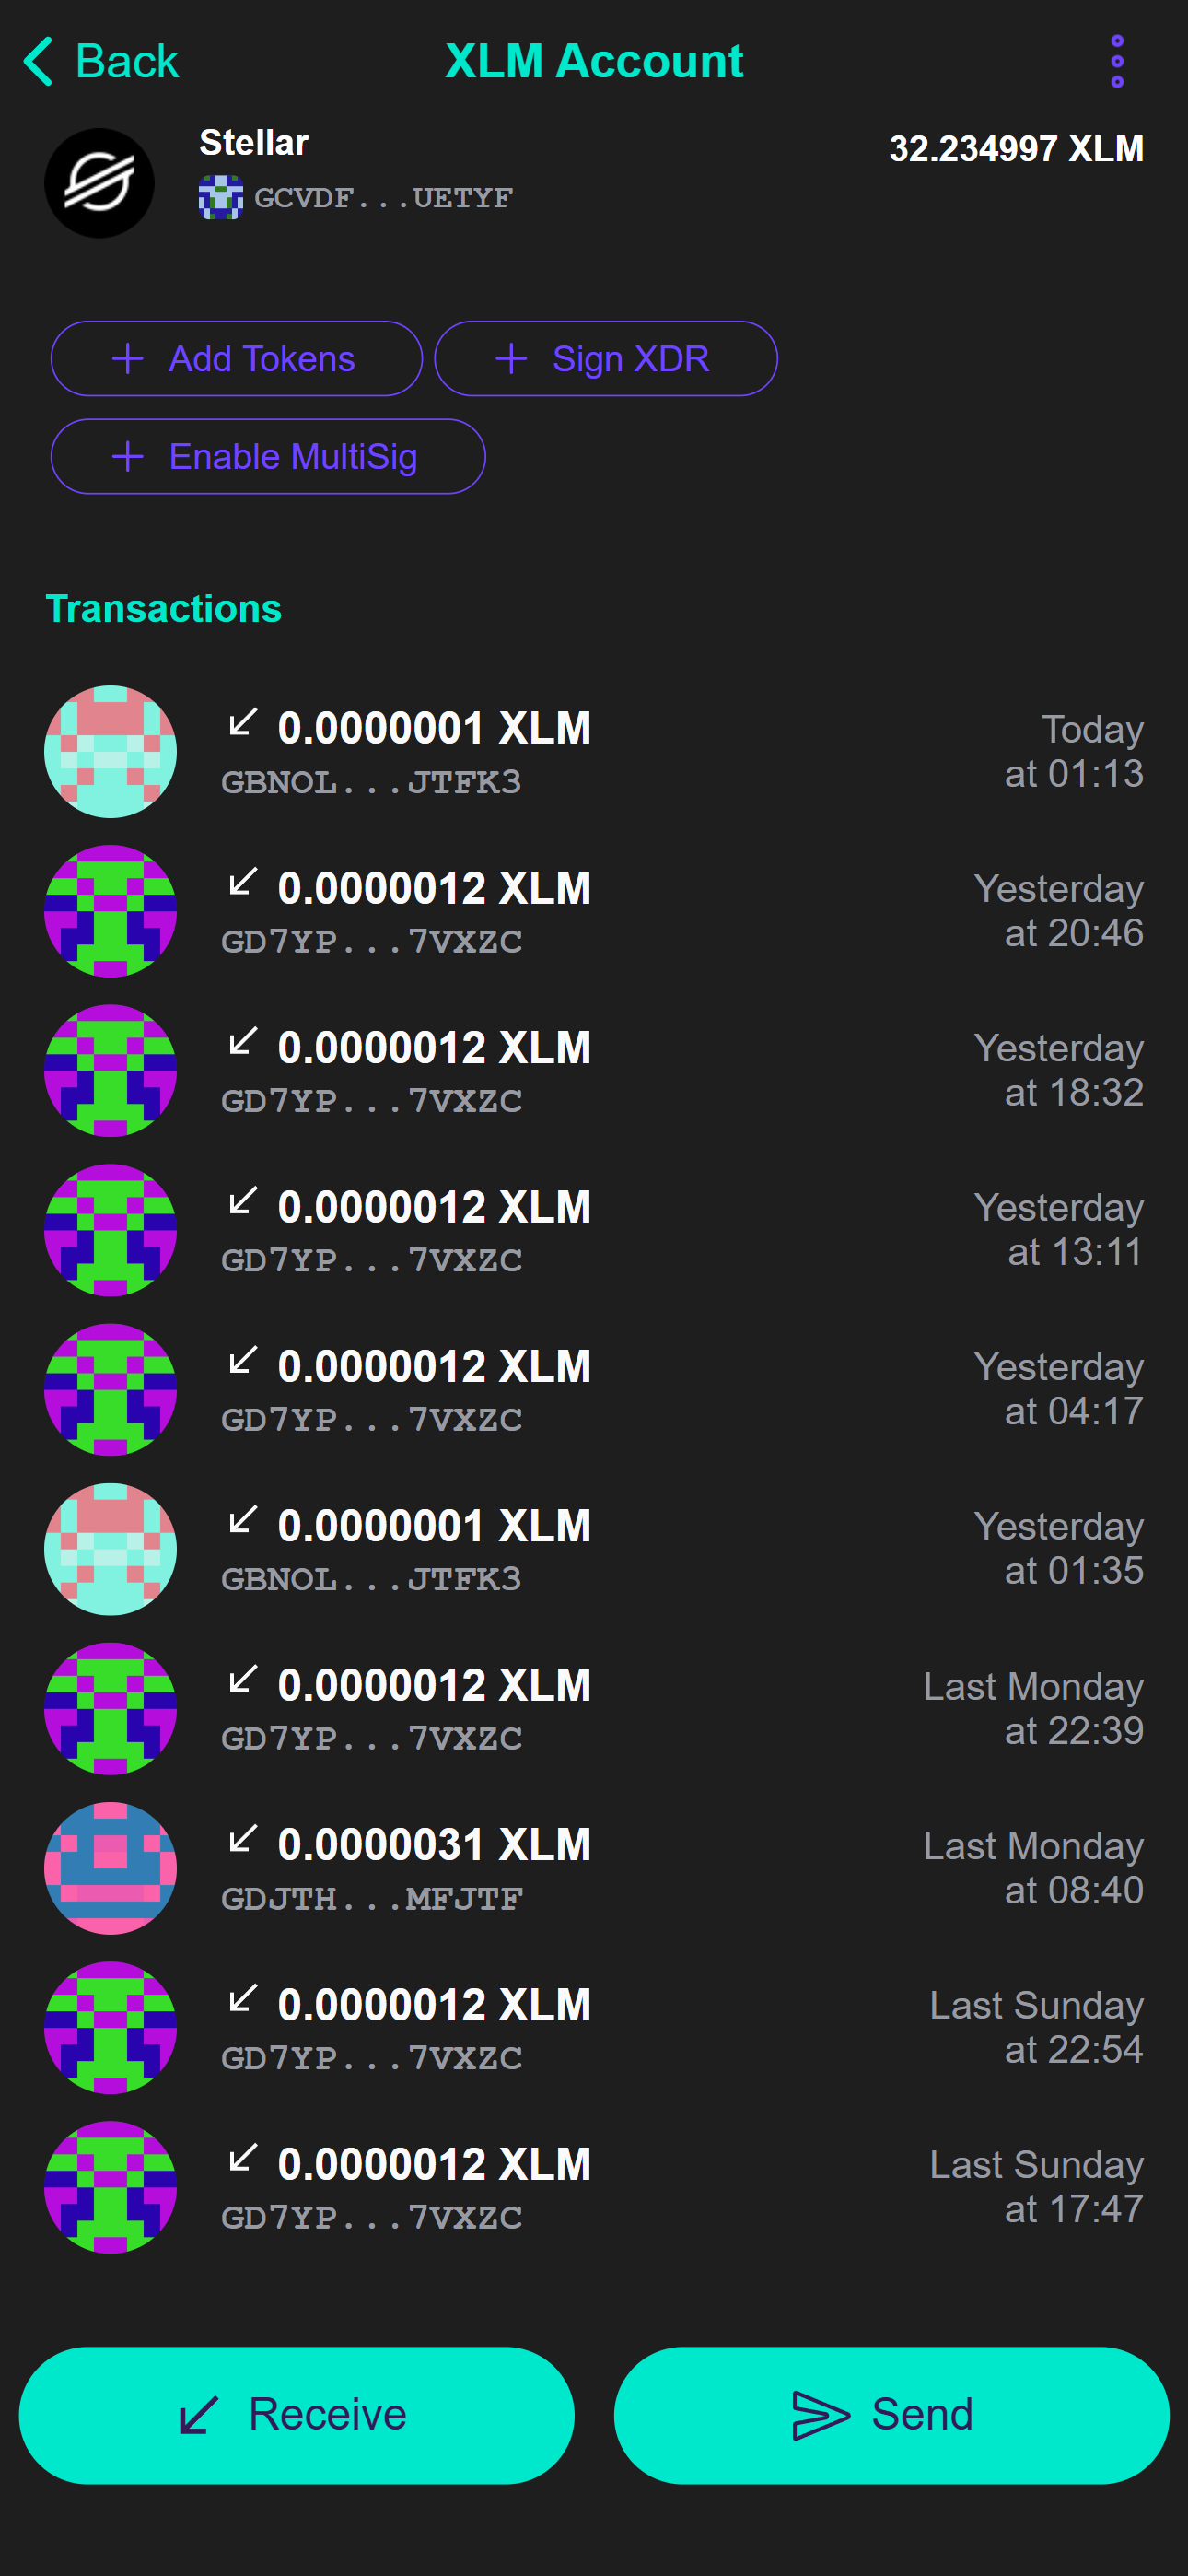 Back
XLM Account
Stellar
32.234997 XLM
GCVDF...UETYF
Add Tokens
Sign XDR
Enable MultiSig
Transactions
0.0000001 XLM
GBNOL...JTFK3
Today
at 01:13
0.0000012 XLM
GD7YP...7VXZC
Yesterday
at 20:46
0.0000012 XLM
GD7YP...7VXZC
Yesterday
at 18:32
0.0000012 XLM
GD7YP...7VXZC
Yesterday
at 13:11
0.0000012 XLM
GD7YP...7VXZC
Yesterday
at 04:17
0.0000001 XLM
GBNOL...JTFK3
Yesterday
at 01:35
0.0000012 XLM
GD7YP...7VXZC
Last Monday
at 22:39
0.0000031 XLM
GDJTH...MFJTF
Last Monday
at 08:40
0.0000012 XLM
GD7YP...7VXZC
Last Sunday
at 22:54
0.0000012 XLM
GD7YP...7VXZC
Last Sunday
at 17:47
Receive
Send